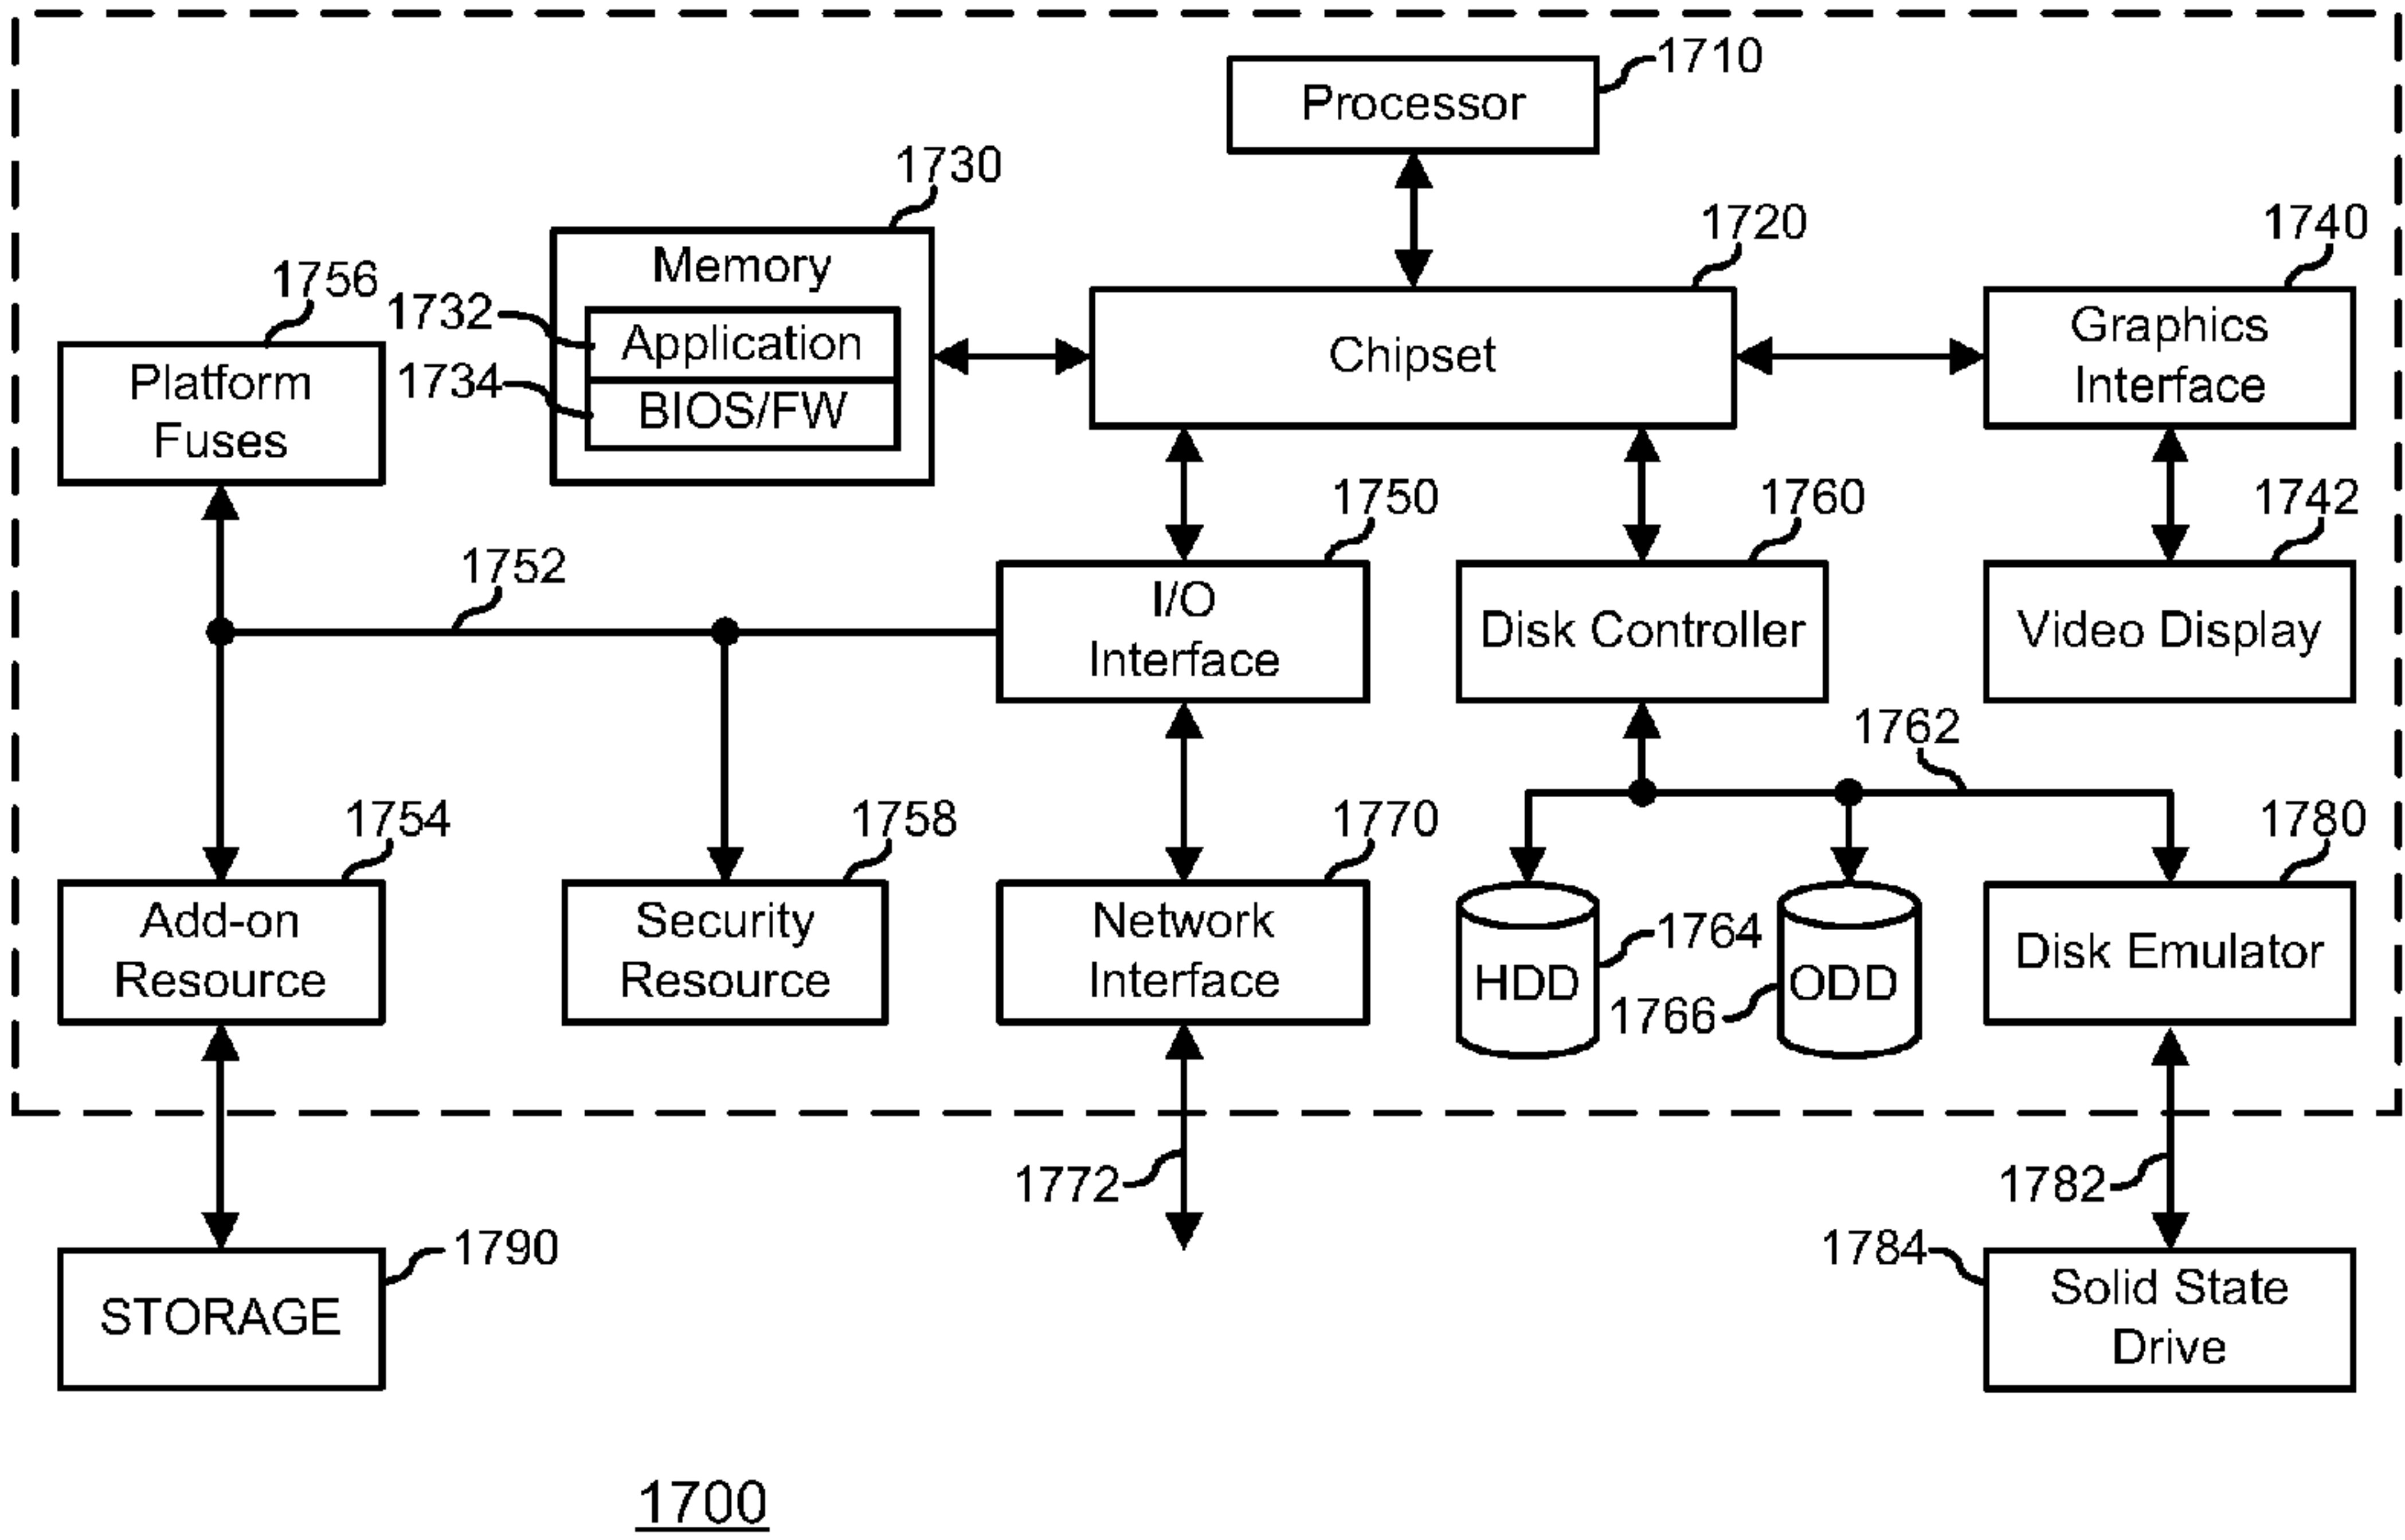 1710
Processor
1730
1720
1740
Memory
1756
1732
Application
Chipset
Graphics
Interface
Platform
Fuses
1734
BIOS/FW
1750
1760
1742
1752
I/O
Interface
Disk Controller
Video Display
1762
1754
1758
1770
1780
Add-on
Resource
Security
Resource
Network
Interface
HDD
1764
1766
ODD
Disk Emulator
1772
1782
1790
1784
STORAGE
Solid State
Drive
1700